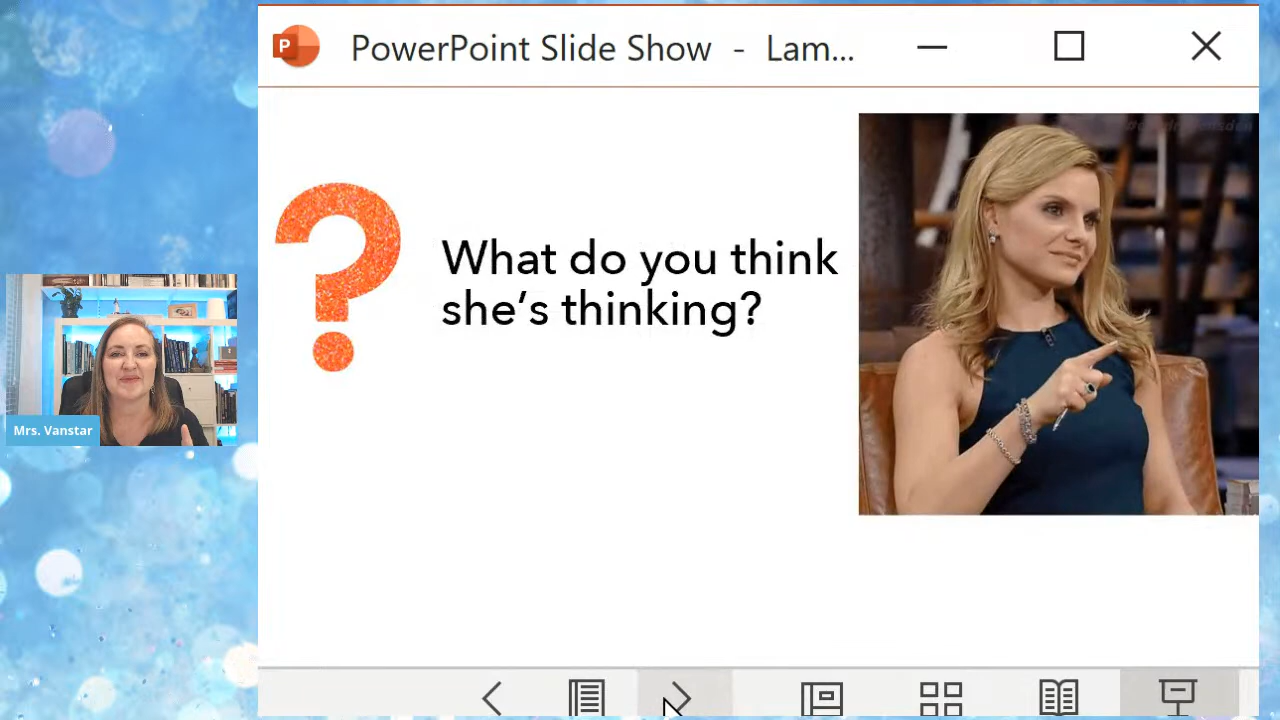 P PowerPoint Slide Show - Lam...
What do you think
she's thinking?
Mrs. Vanstar